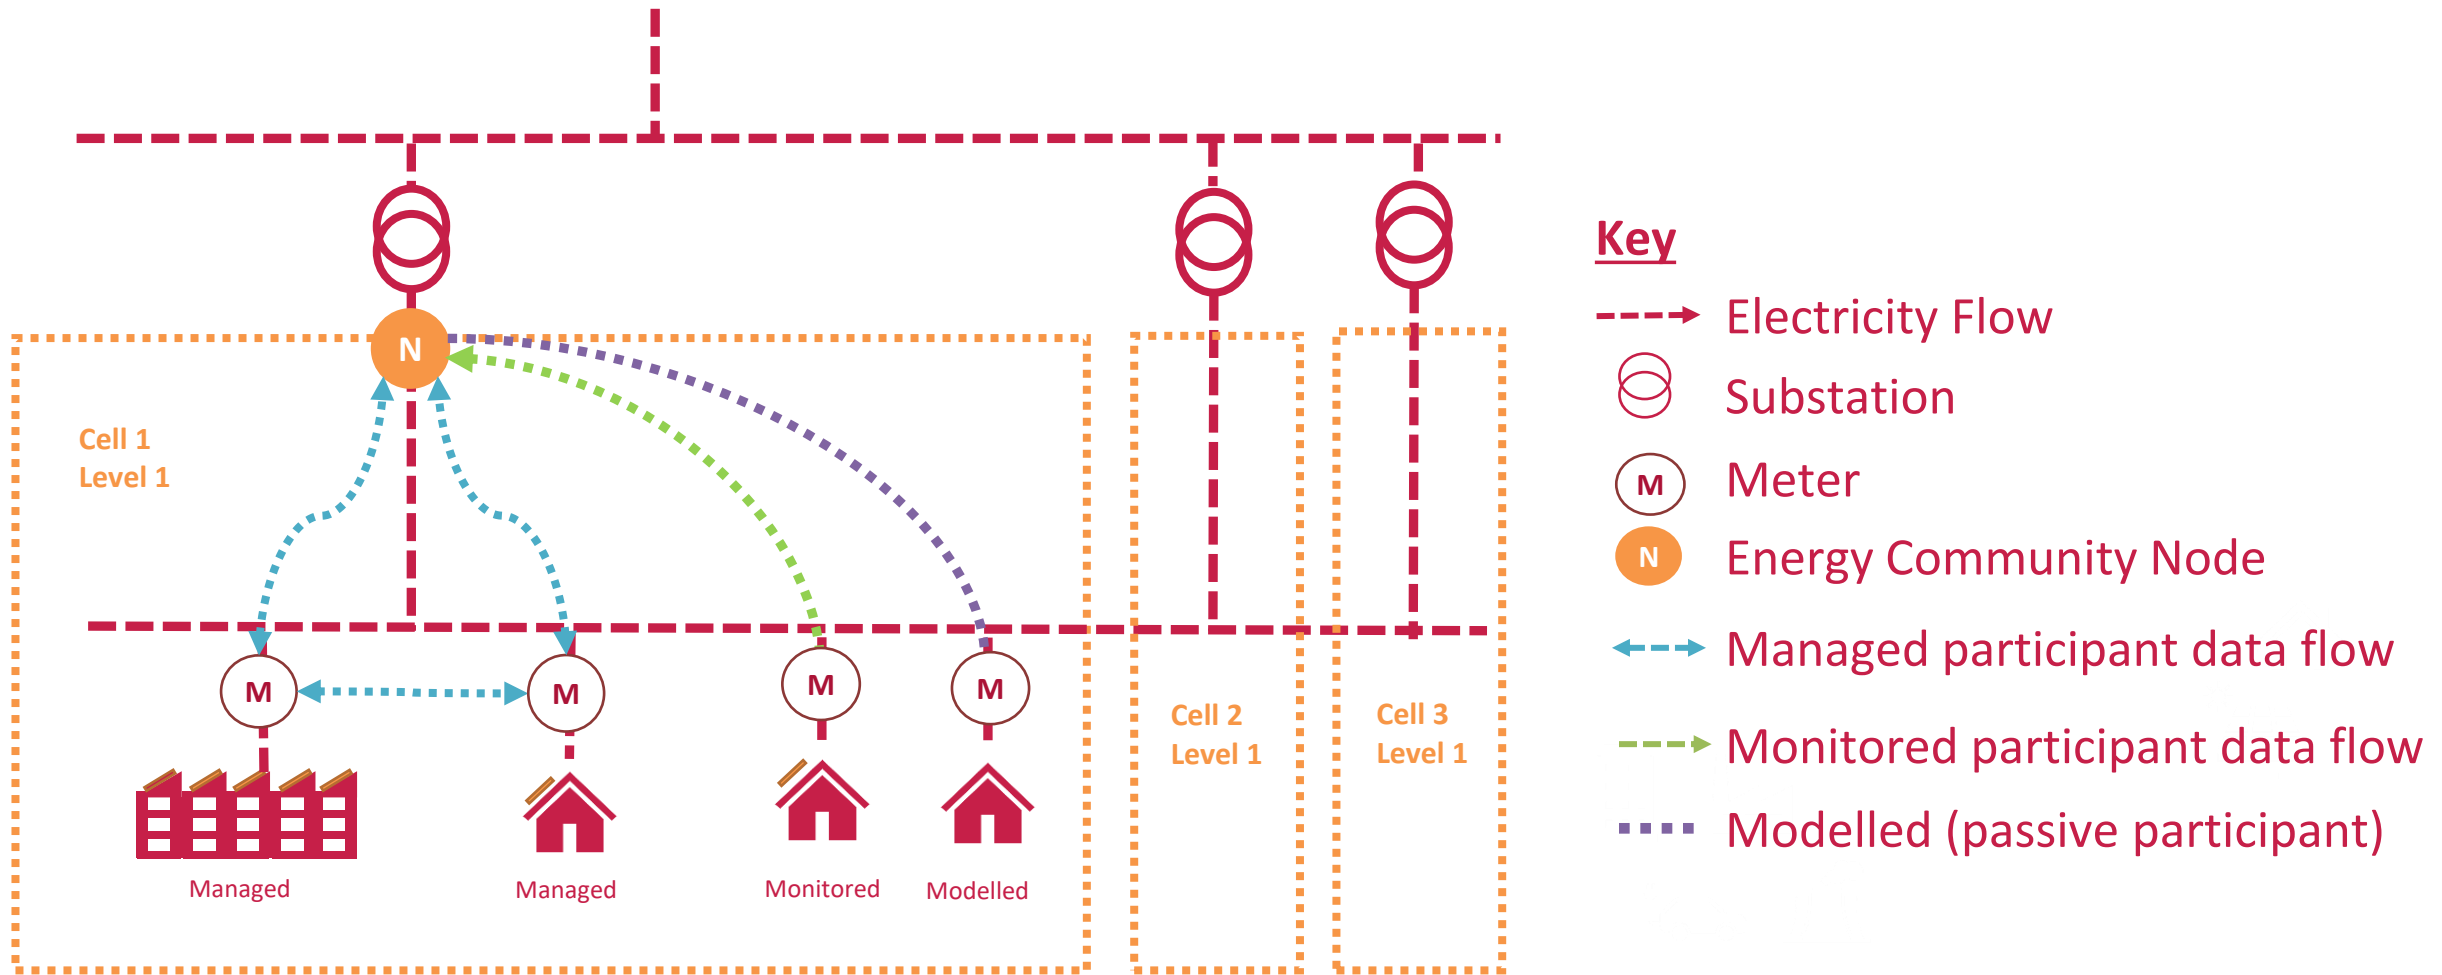 N
Cell 1
Level 1
M
M
M
M
Managed
Managed
Monitored
Modelled
Cell 2
Level 1
Cell 3
Level 1
Key
Electricity Flow
Substation
M
Meter
N
Energy Community Node
Managed participant data flow
Monitored participant data flow
Modelled (passive participant)